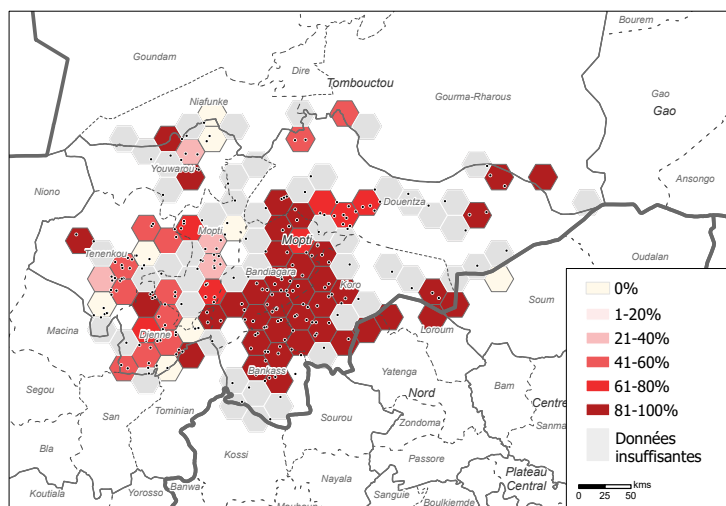 Bourem
Goundam
Dire
Tombouctou
Gourma-Rharous
Gao
Gao
Niafunke
Youwarou
Ansongo
Niono
Douentza
Mopti
Mopti
Tenenkou
Oudalan
Bandiagara
Koro
Soum
Macina
Djenne
Loroum
Bankass
Yatenga
Segou
Nord
Bam
Centre
San
Tominian
Sourou
Zondoma
Sanma
Kossi
Bla
Passore
Plateau
Central
Nayala
Koutiala
Yorosso
Banwa
Sanguie
Boulkiemde
0%
1-20%
21-40%
41-60%
61-80%
81-100%
Données
insuffisantes
kms
0 25 50